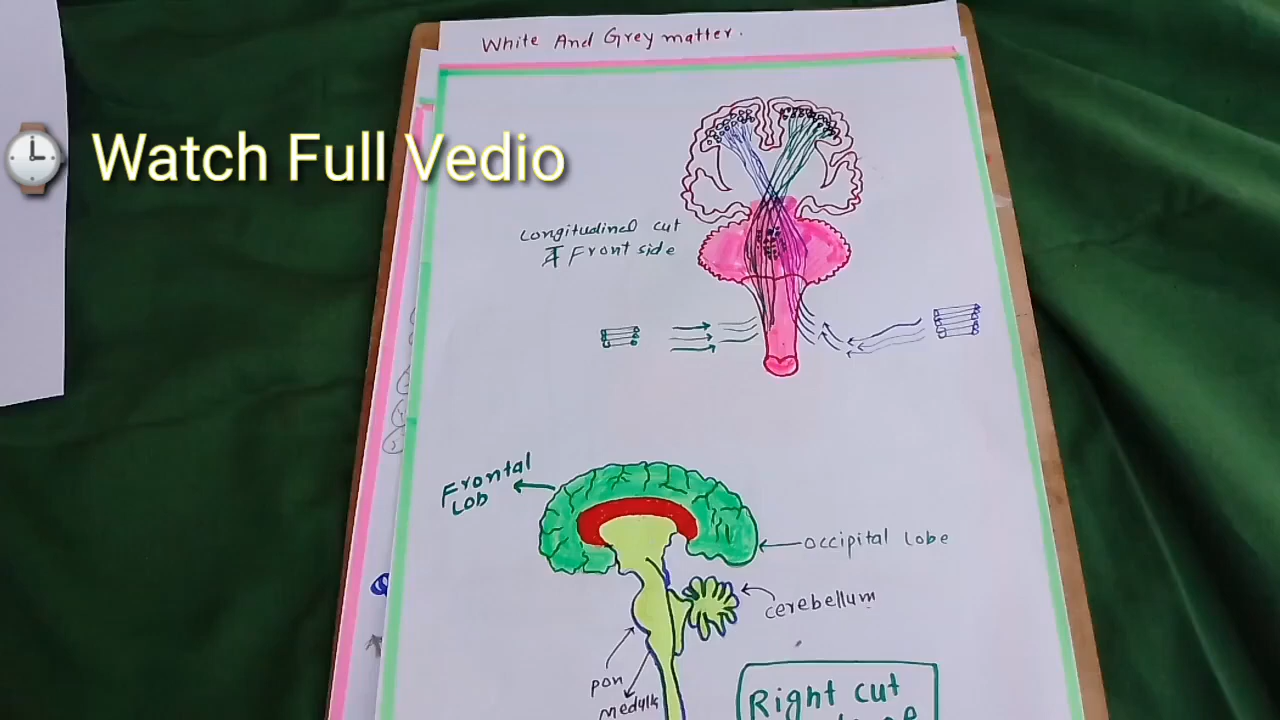 White And Grey matter.
Watch Full Vedio
Longitudinal cut
Front side
Frontal
Lob
occipital lobe
cerebellum
pon
medulla
Right cut